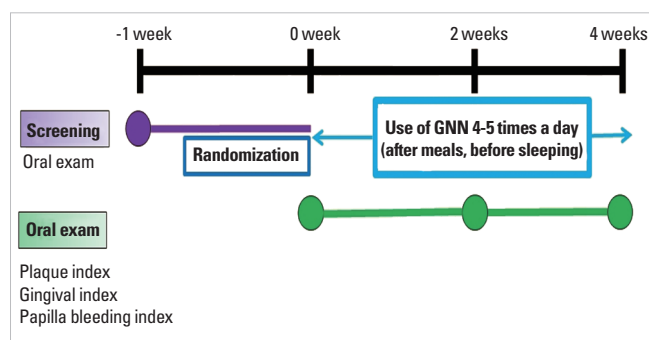 -1 week
0 week
2 weeks
4 weeks
Screening
Oral exam
Randomization
Use of GNN 4-5 times a day
(after meals, before sleeping)
Oral exam
Plaque index
Gingival index
Papilla bleeding index